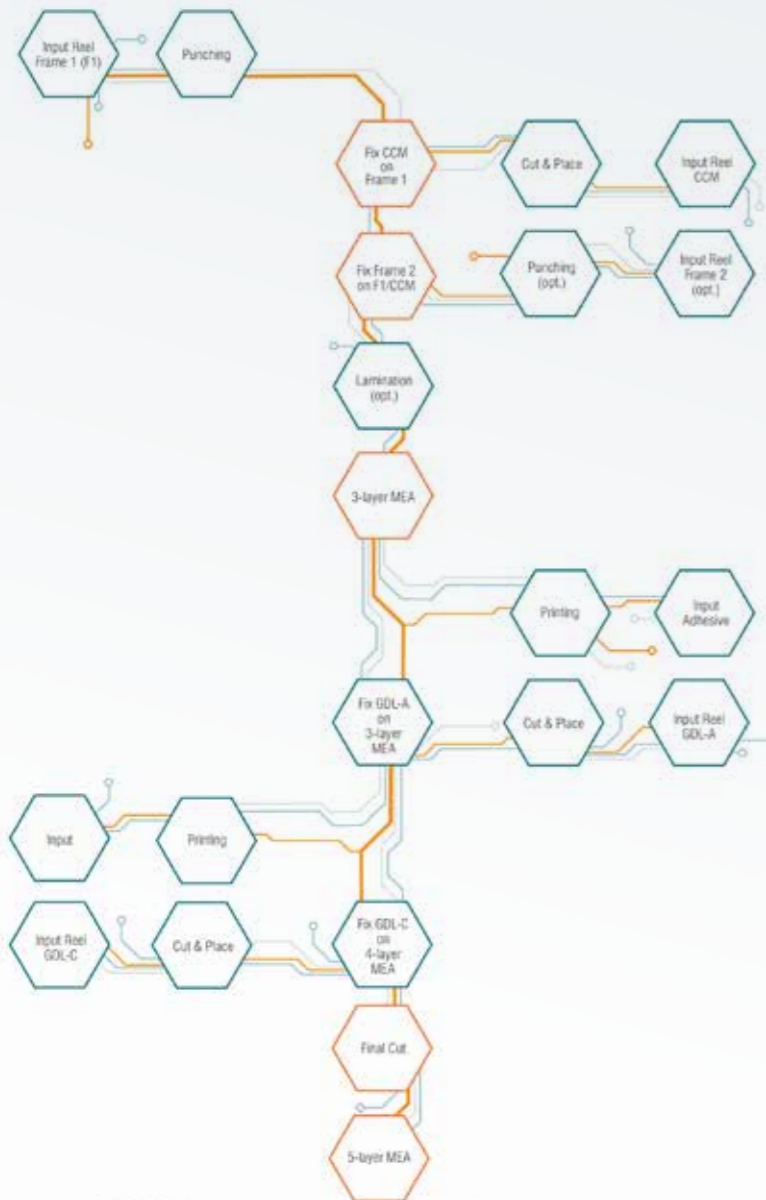 Input Reel
Frame 1 (F1)
Punching
Fix CCM
on
Frame 1
Cut & Place
Input Reel
CCM
Fix Frame 2
on F1/CCM
Punching
(opt.)
Input Reel
Frame 2
(opt.)
Lamination
(opt.)
3-layer MEA
Printing
Input
Adhesive
Fix GDL-A
on
3-layer
MEA
Cut & Place
Input Reel
GDL-A
Input
Printing
Input Reel
GDL-C
Cut & Place
Fix GDL-C
on
4-layer
MEA
Final Cut
5-layer MEA